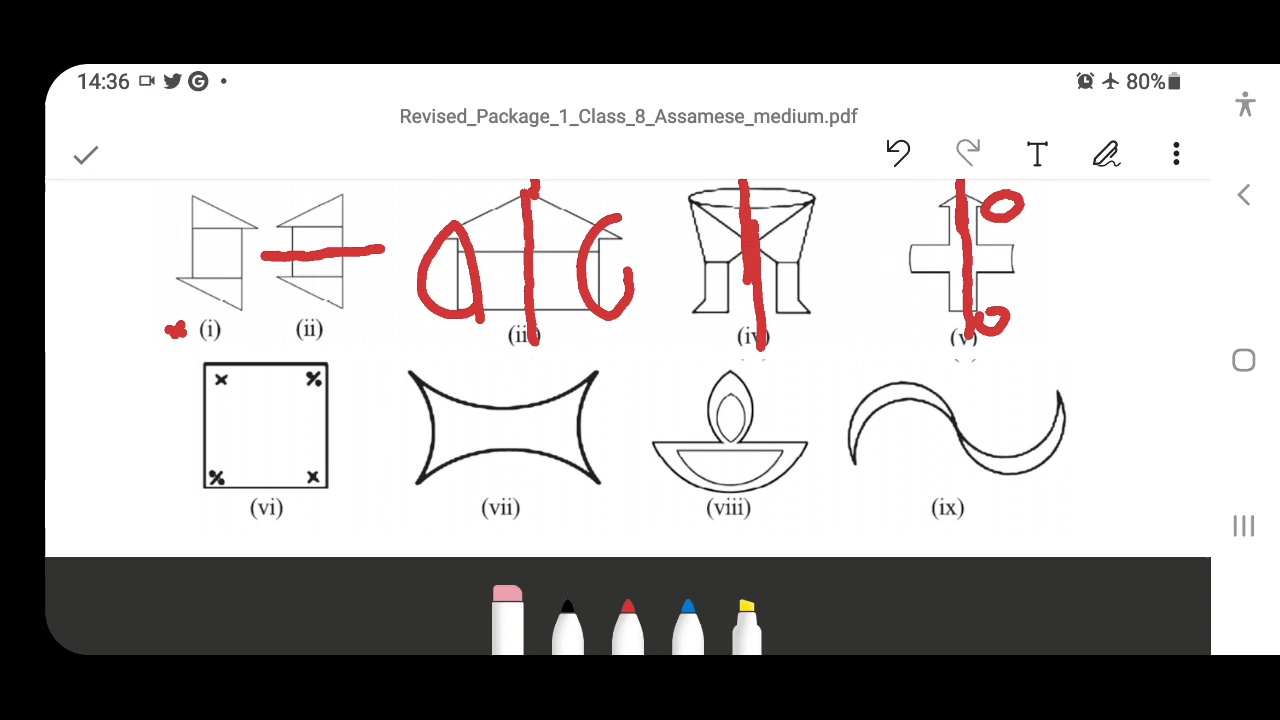 14:36
80%
Revised_Package_1_Class_8_Assamese_medium.pdf
T
(i) (ii) (iii) (iv) (v)
x %
% x
(vi) (vii) (viii) (ix)